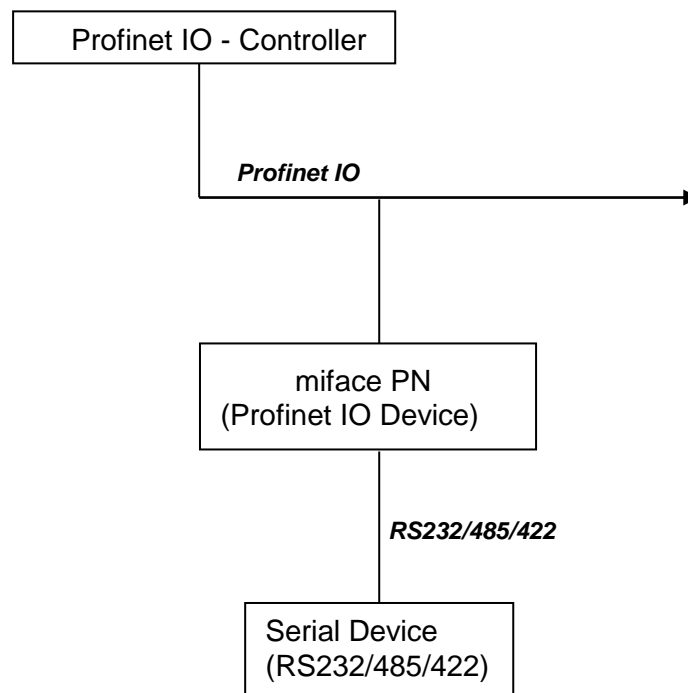 Profinet IO - Controller
Profinet IO
miface PN
(Profinet IO Device)
RS232/485/422
Serial Device
(RS232/485/422)